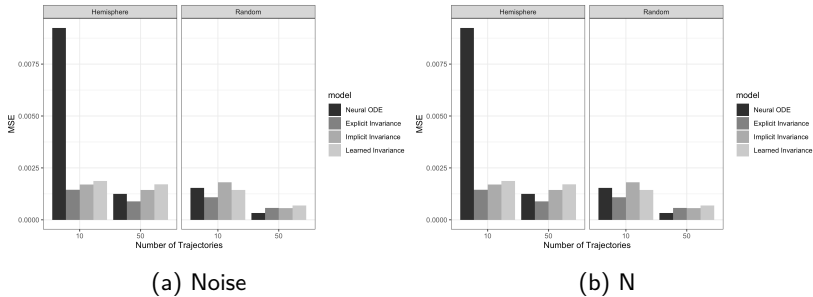 Hemisphere
Random
0.0075
0.0050
0.0025
0.0000
MSE
10
50
10
50
Number of Trajectories
model
Neural ODE
Explicit Invariance
Implicit Invariance
Learned Invariance
(a) Noise
Hemisphere
Random
0.0075
0.0050
0.0025
0.0000
MSE
10
50
10
50
Number of Trajectories
model
Neural ODE
Explicit Invariance
Implicit Invariance
Learned Invariance
(b) N